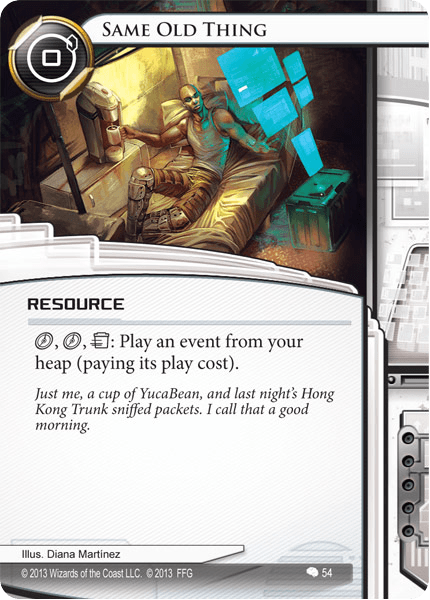 SAME OLD THING
0
RESOURCE
, , : Play an event from your
heap (paying its play cost).
Just me, a cup of YucaBean, and last night's Hong
Kong Trunk sniffed packets. I call that a good
morning.
Illus. Diana Martinez
© 2013 Wizards of the Coast LLC. © 2013 FFG
54